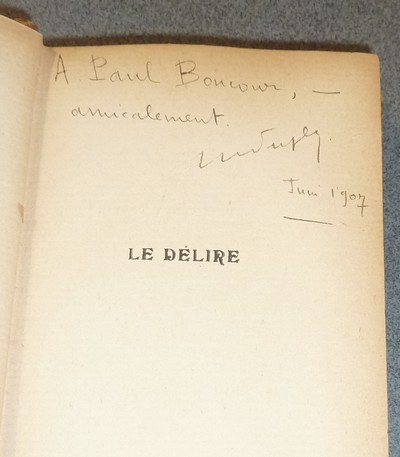 A Paul Boncour, —
amicalement.
Juin 1907
LE DÉLIRE